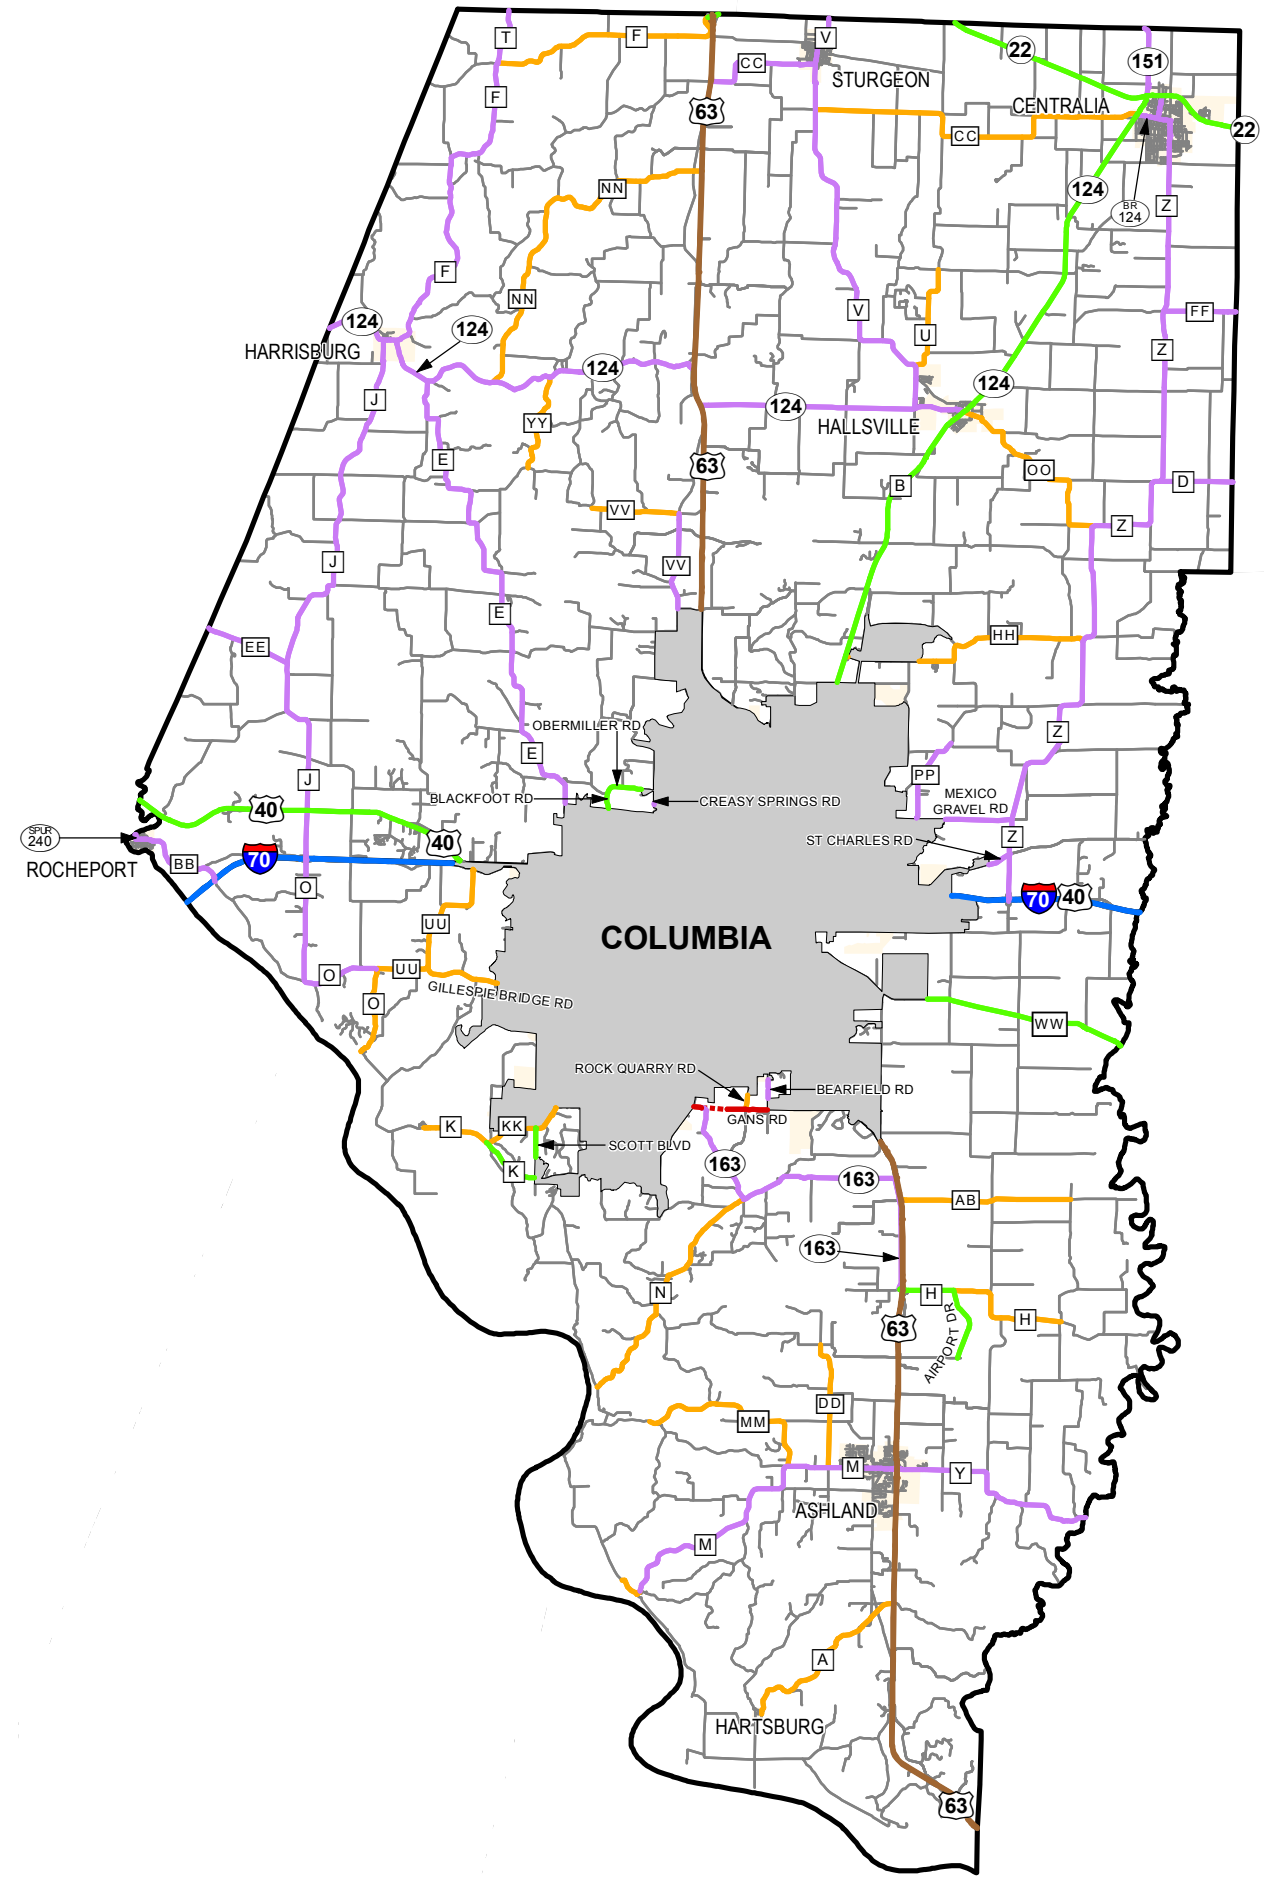 T
F
V
22
151
CC
STURGEON
F
CENTRALIA
63
22
CC
NN
124
Z
BR
124
F
NN
V
FF
124
124
U
HARRISBURG
Z
124
124
J
124
YY
HALLSVILLE
E
63
OO
B
D
VV
Z
J
VV
E
HH
EE
OBERMILLER RD
Z
E
J
PP
BLACKFOOT RD
CREASY SPRINGS RD
MEXICO
GRAVEL RD
40
SPUR
240
40
ST CHARLES RD
Z
ROCHEPORT
BB
70
O
70
40
UU
COLUMBIA
O
UU
GILLESPIE BRIDGE RD
O
WW
ROCK QUARRY RD
BEARFIELD RD
GANS RD
K
KK
SCOTT BLVD
K
163
163
AB
163
N
H
H
63
AIRPORT DR
DD
MM
M
Y
ASHLAND
M
A
HARTSBURG
63